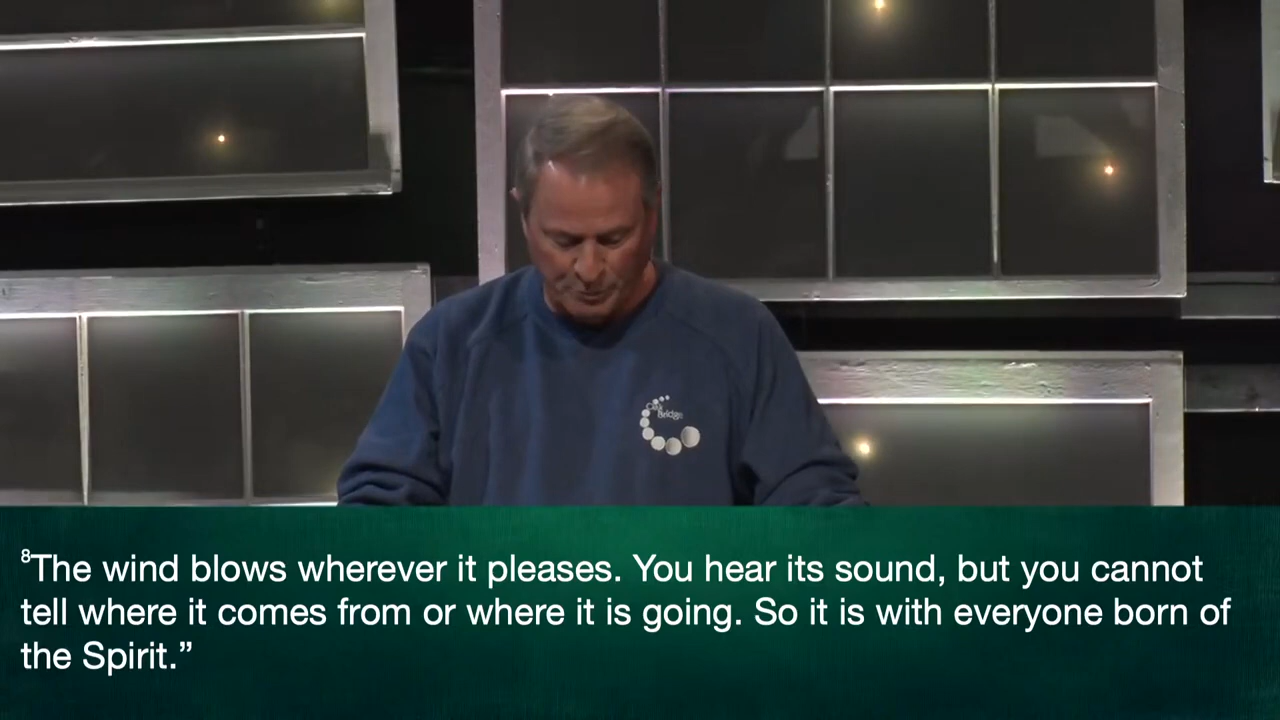 Bridge
⁸The wind blows wherever it pleases. You hear its sound, but you cannot
tell where it comes from or where it is going. So it is with everyone born of
the Spirit.”